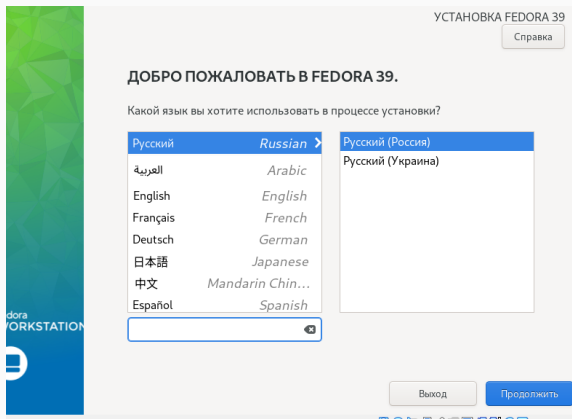 УСТАНОВКА FEDORA 39
Справка
ДОБРО ПОЖАЛОВАТЬ В FEDORA 39.
Какой язык вы хотите использовать в процессе установки?
Русский Russian
العربية Arabic
English English
Français French
Deutsch German
日本語 Japanese
中文 Mandarin Chin...
Español Spanish
Русский (Россия)
Русский (Украина)
dora
ORKSTATION
Выход Продолжить